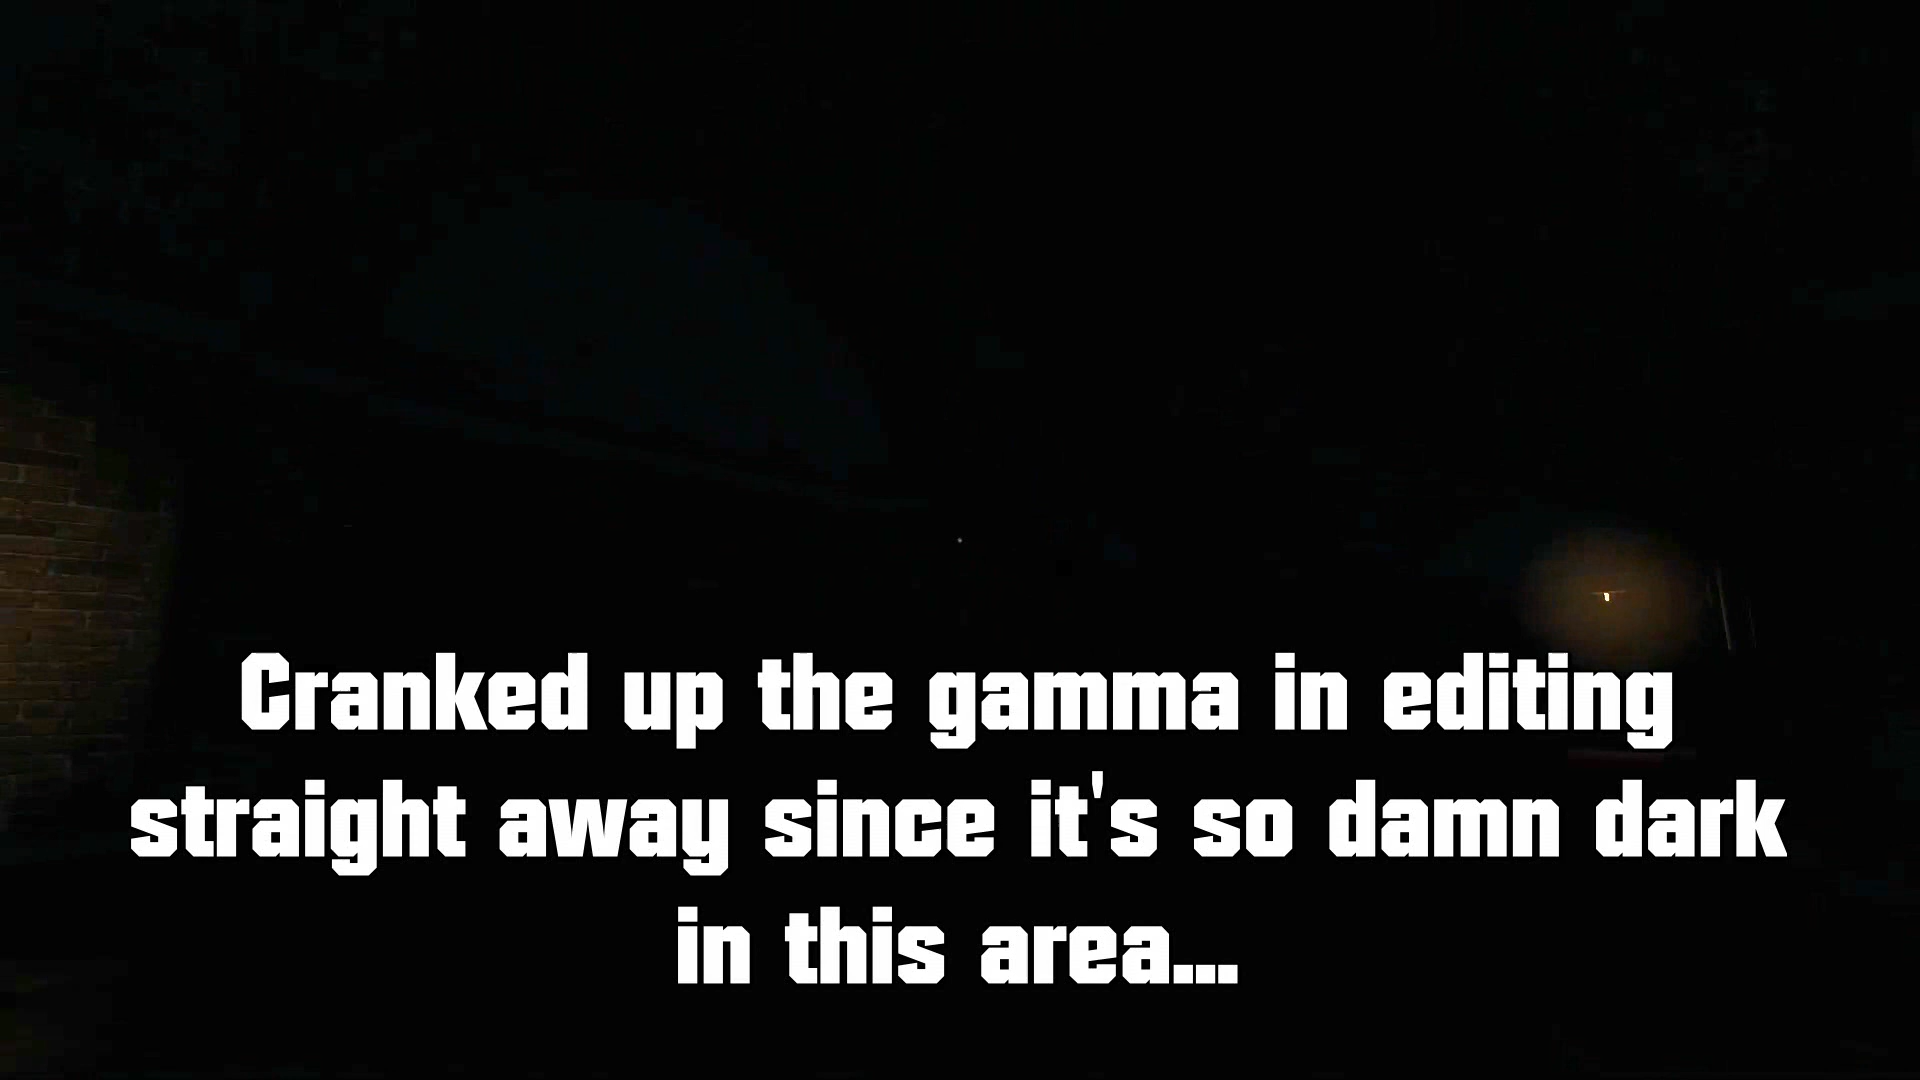 Cranked up the gamma in editing
straight away since it's so damn dark
in this area...